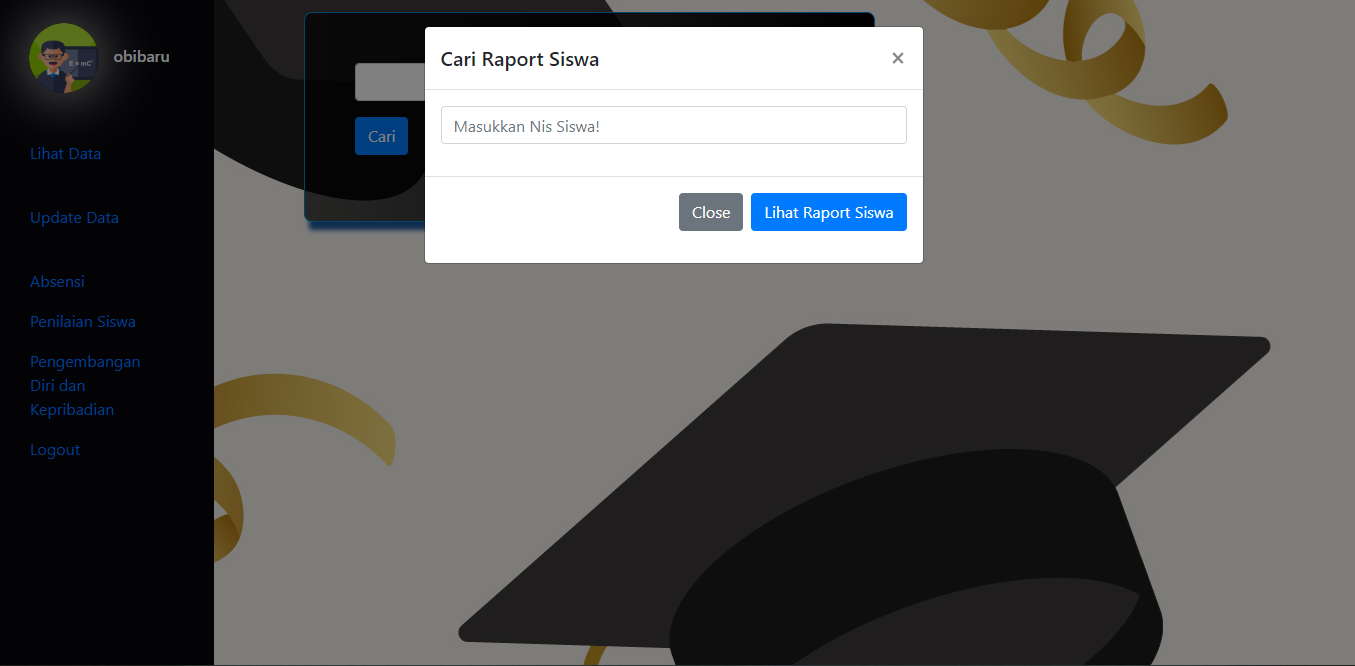 obibaru
Lihat Data
Update Data
Absensi
Penilaian Siswa
Pengembangan
Diri dan
Kepribadian
Logout
Cari
Cari Raport Siswa
×
Masukkan Nis Siswa!
Close
Lihat Raport Siswa